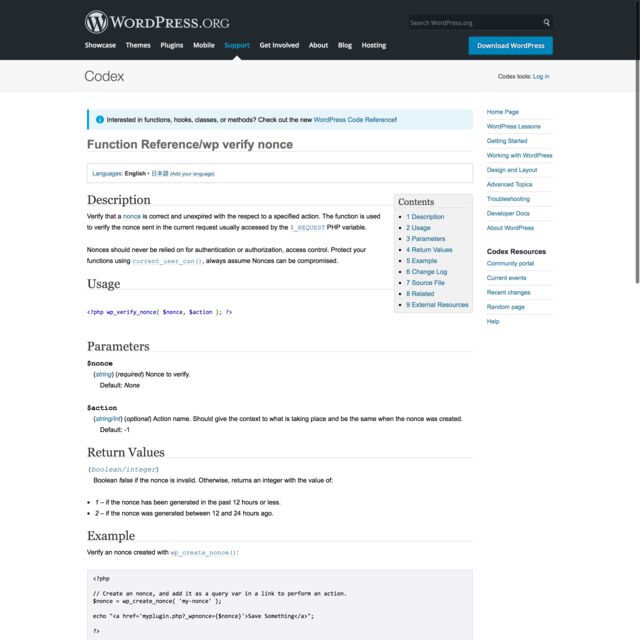 WORDPRESS.ORG
Search WordPress.org
Showcase Themes Plugins Mobile Support Get Involved About Blog Hosting
Download WordPress
Codex
Codex tools: Log in
Interested in functions, hooks, classes, or methods? Check out the new WordPress Code Reference!
Function Reference/wp verify nonce
Languages: English • 日本語 (Add your language)
Description
Verify that a nonce is correct and unexpired with the respect to a specified action. The function is used
to verify the nonce sent in the current request usually accessed by the $_REQUEST PHP variable.
Nonces should never be relied on for authentication or authorization, access control. Protect your
functions using current_user_can(), always assume Nonces can be compromised.
Contents
1 Description
2 Usage
3 Parameters
4 Return Values
5 Example
6 Change Log
7 Source File
8 Related
9 External Resources
Usage
<?php wp_verify_nonce( $nonce, $action ); ?>
Parameters
$nonce
(string) (required) Nonce to verify.
Default: None
$action
(string/int) (optional) Action name. Should give the context to what is taking place and be the same when the nonce was created.
Default: -1
Return Values
(boolean/integer)
Boolean false if the nonce is invalid. Otherwise, returns an integer with the value of:
1 – if the nonce has been generated in the past 12 hours or less.
2 – if the nonce was generated between 12 and 24 hours ago.
Example
Verify an nonce created with wp_create_nonce():
<?php
// Create an nonce, and add it as a query var in a link to perform an action.
$nonce = wp_create_nonce( 'my-nonce' );
echo "<a href='myplugin.php?_wpnonce={$nonce}'>Save Something</a>";
?>
Home Page
WordPress Lessons
Getting Started
Working with WordPress
Design and Layout
Advanced Topics
Troubleshooting
Developer Docs
About WordPress
Codex Resources
Community portal
Current events
Recent changes
Random page
Help